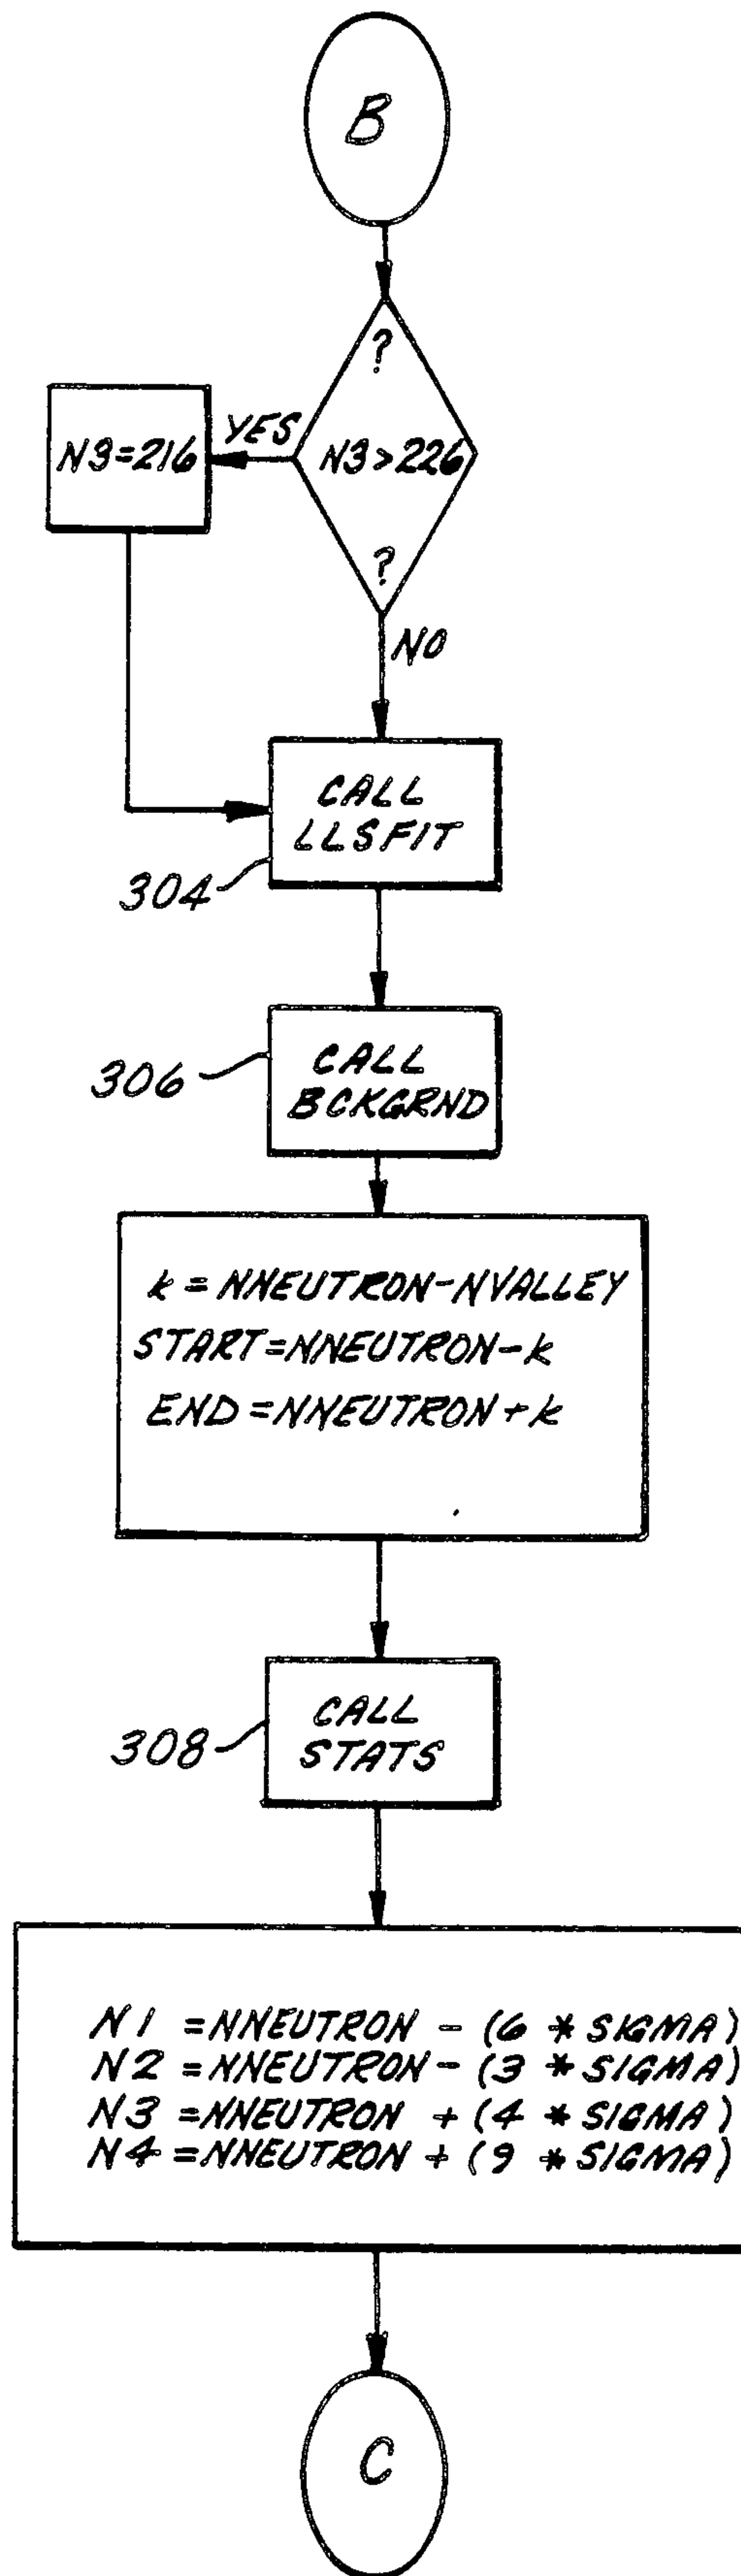 B
?
N3=216
YES
N3>226
?
NO
CALL
LLSFIT
304
306
CALL
BCKGRND
k = NNEUTRON-NVALLEY
START=NNEUTRON-k
END=NNEUTRON+k
308
CALL
STATS
N1 =NNEUTRON - (6 * SIGMA)
N2 =NNEUTRON - (3 * SIGMA)
N3 =NNEUTRON + (4 * SIGMA)
N4 =NNEUTRON + (9 * SIGMA)
C